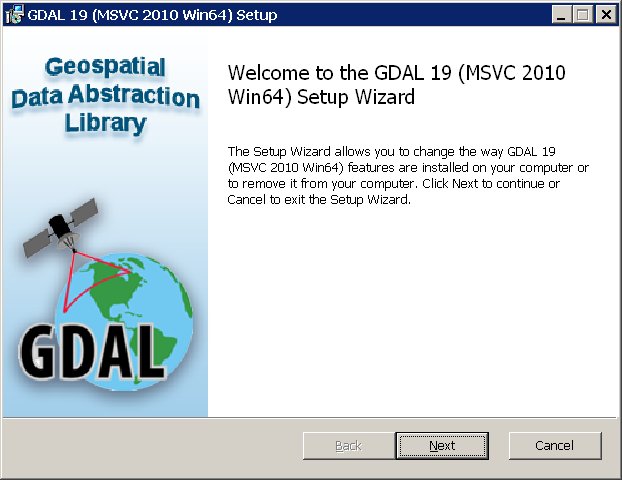 GDAL 19 (MSVC 2010 Win64) Setup
Geospatial
Data Abstraction
Library
GDAL
Welcome to the GDAL 19 (MSVC 2010
Win64) Setup Wizard
The Setup Wizard allows you to change the way GDAL 19
(MSVC 2010 Win64) features are installed on your computer or
to remove it from your computer. Click Next to continue or
Cancel to exit the Setup Wizard.
Back
Next
Cancel